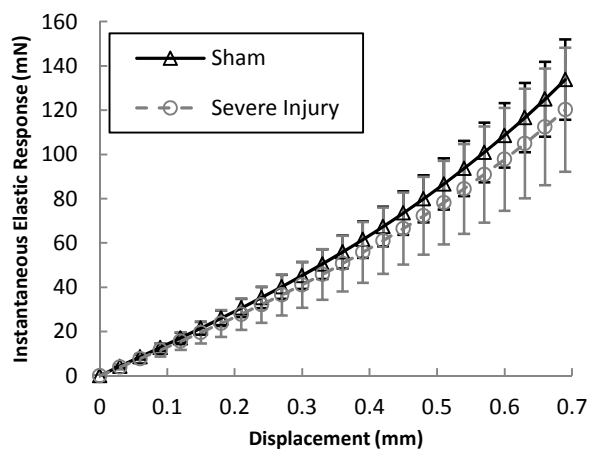 160
140
120
100
80
60
40
20
0
Instantaneous Elastic Response (mN)
Sham
Severe Injury
0 0.1 0.2 0.3 0.4 0.5 0.6 0.7
Displacement (mm)